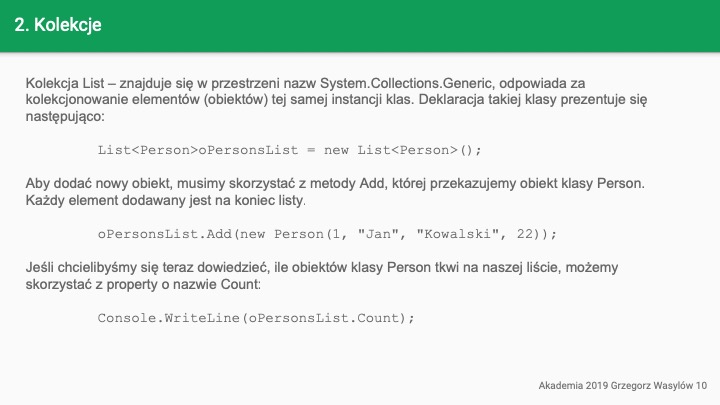 2. Kolekcje
Kolekcja List – znajduje się w przestrzeni nazw System.Collections.Generic, odpowiada za
kolekcjonowanie elementów (obiektów) tej samej instancji klas. Deklaracja takiej klasy prezentuje się
następująco:
List<Person>oPersonsList = new List<Person>();
Aby dodać nowy obiekt, musimy skorzystać z metody Add, której przekazujemy obiekt klasy Person.
Każdy element dodawany jest na koniec listy.
oPersonsList.Add(new Person(1, "Jan", "Kowalski", 22));
Jeśli chcielibyśmy się teraz dowiedzieć, ile obiektów klasy Person tkwi na naszej liście, możemy
skorzystać z property o nazwie Count:
Console.WriteLine(oPersonsList.Count);
Akademia 2019 Grzegorz Wasylów 10